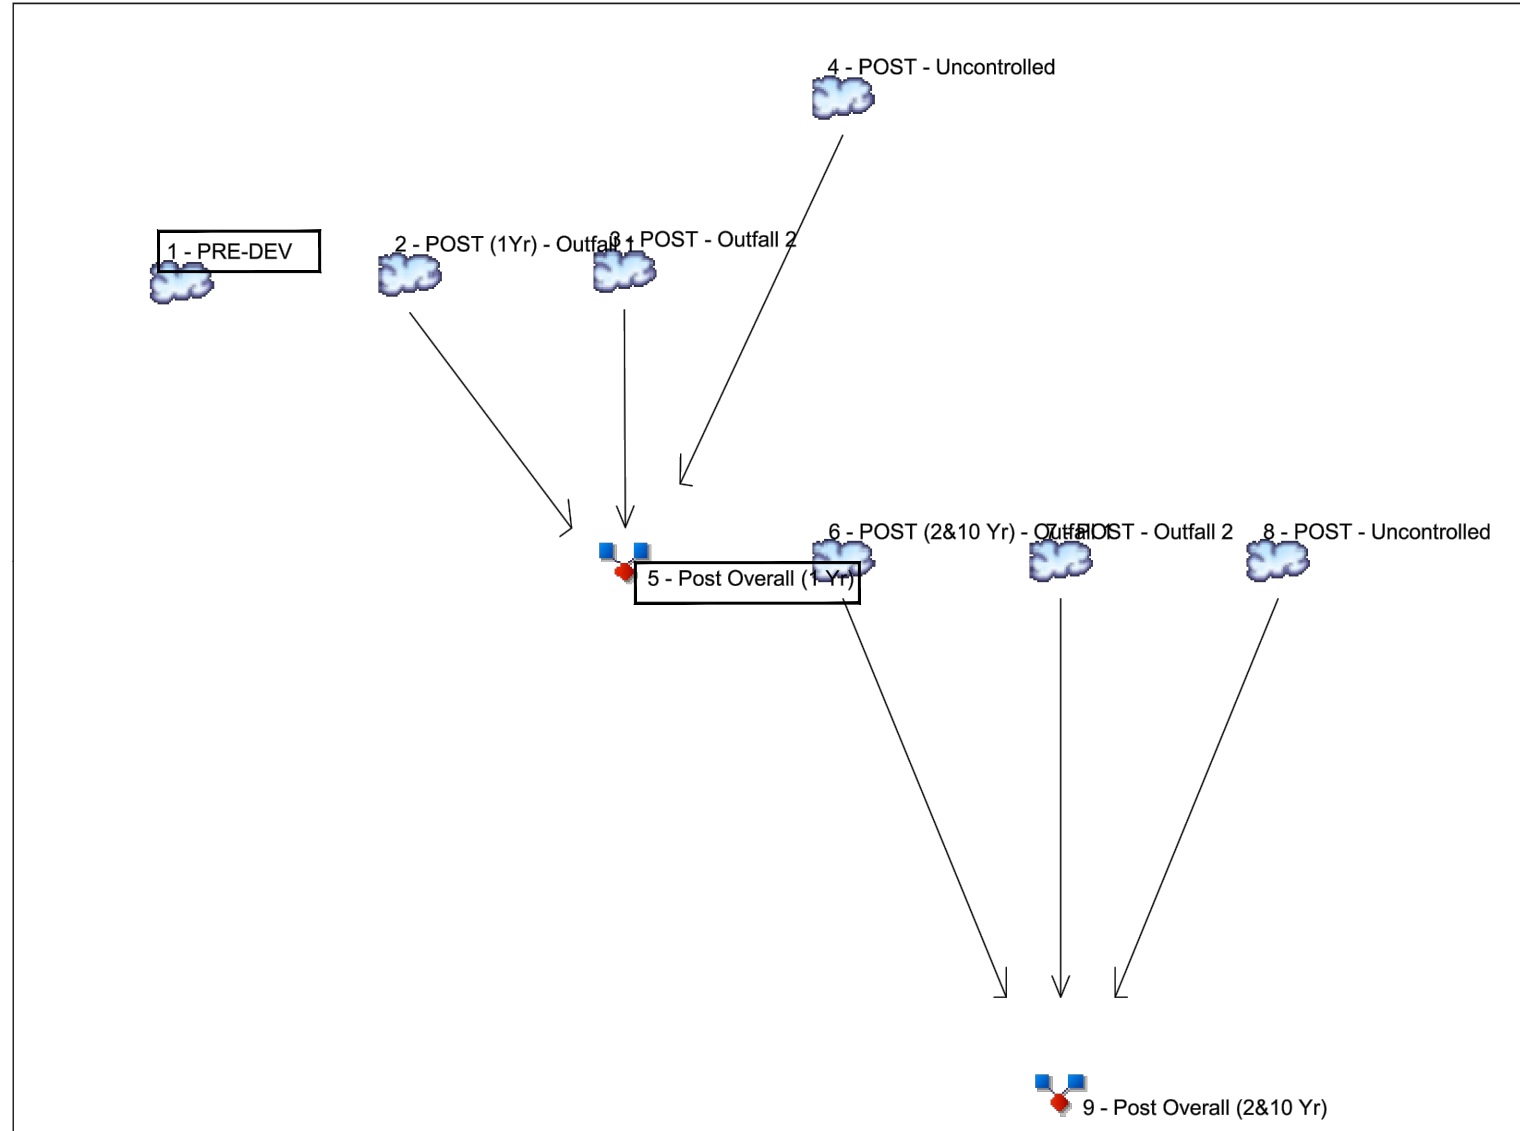 4 - POST - Uncontrolled
1 - PRE-DEV
2 - POST (1Yr) - Outfall 1
3 - POST - Outfall 2
6 - POST (2&10 Yr) - Outfall 1
7 - POST - Outfall 2
8 - POST - Uncontrolled
5 - Post Overall (1 Yr)
9 - Post Overall (2&10 Yr)